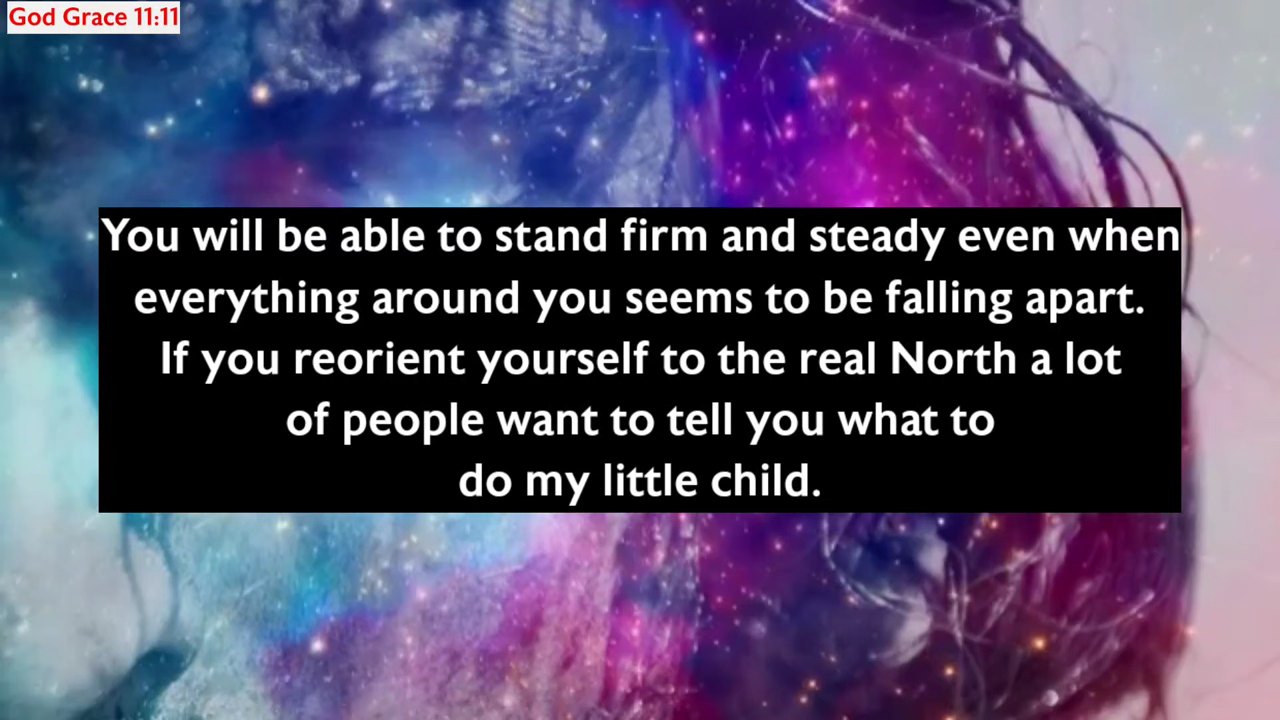 God Grace 11:11
You will be able to stand firm and steady even when
everything around you seems to be falling apart.
If you reorient yourself to the real North a lot
of people want to tell you what to
do my little child.